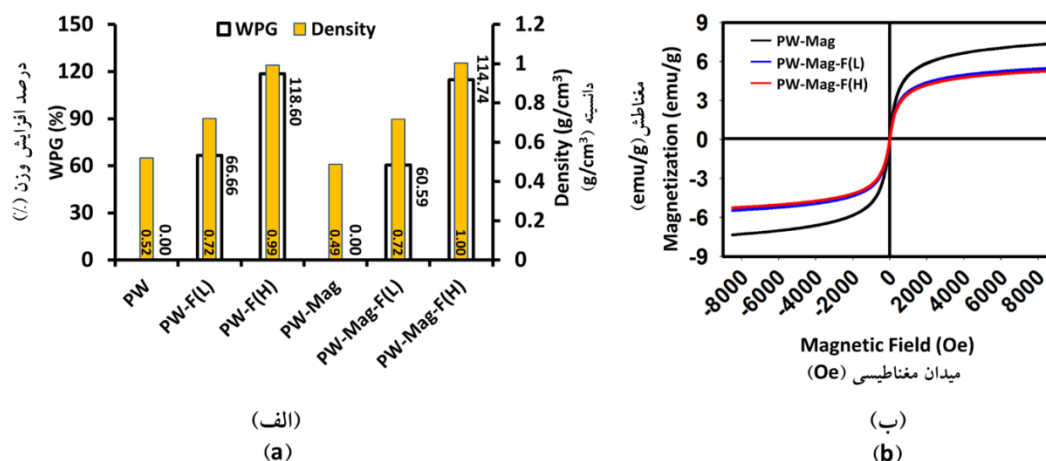 WPG Density
درصد افزایش وزن (٪)
WPG (%)
150
120
90
60
30
0
0.52
0.00
0.72
66.66
0.99
118.60
0.49
0.00
0.72
60.59
1.00
114.74
1.2
1
0.8
0.6
0.4
0.2
0
Density (g/cm³)
دانسیته (g/cm³)
PW
PW-F(L)
PW-F(H)
PW-Mag
PW-Mag-F(L)
PW-Mag-F(H)
(الف)
(a)
مغناطش (emu/g)
Magnetization (emu/g)
9
6
3
0
-3
-6
-9
PW-Mag
PW-Mag-F(L)
PW-Mag-F(H)
-8000
-6000
-4000
-2000
0
2000
4000
6000
8000
Magnetic Field (Oe)
میدان مغناطیسی (Oe)
(ب)
(b)